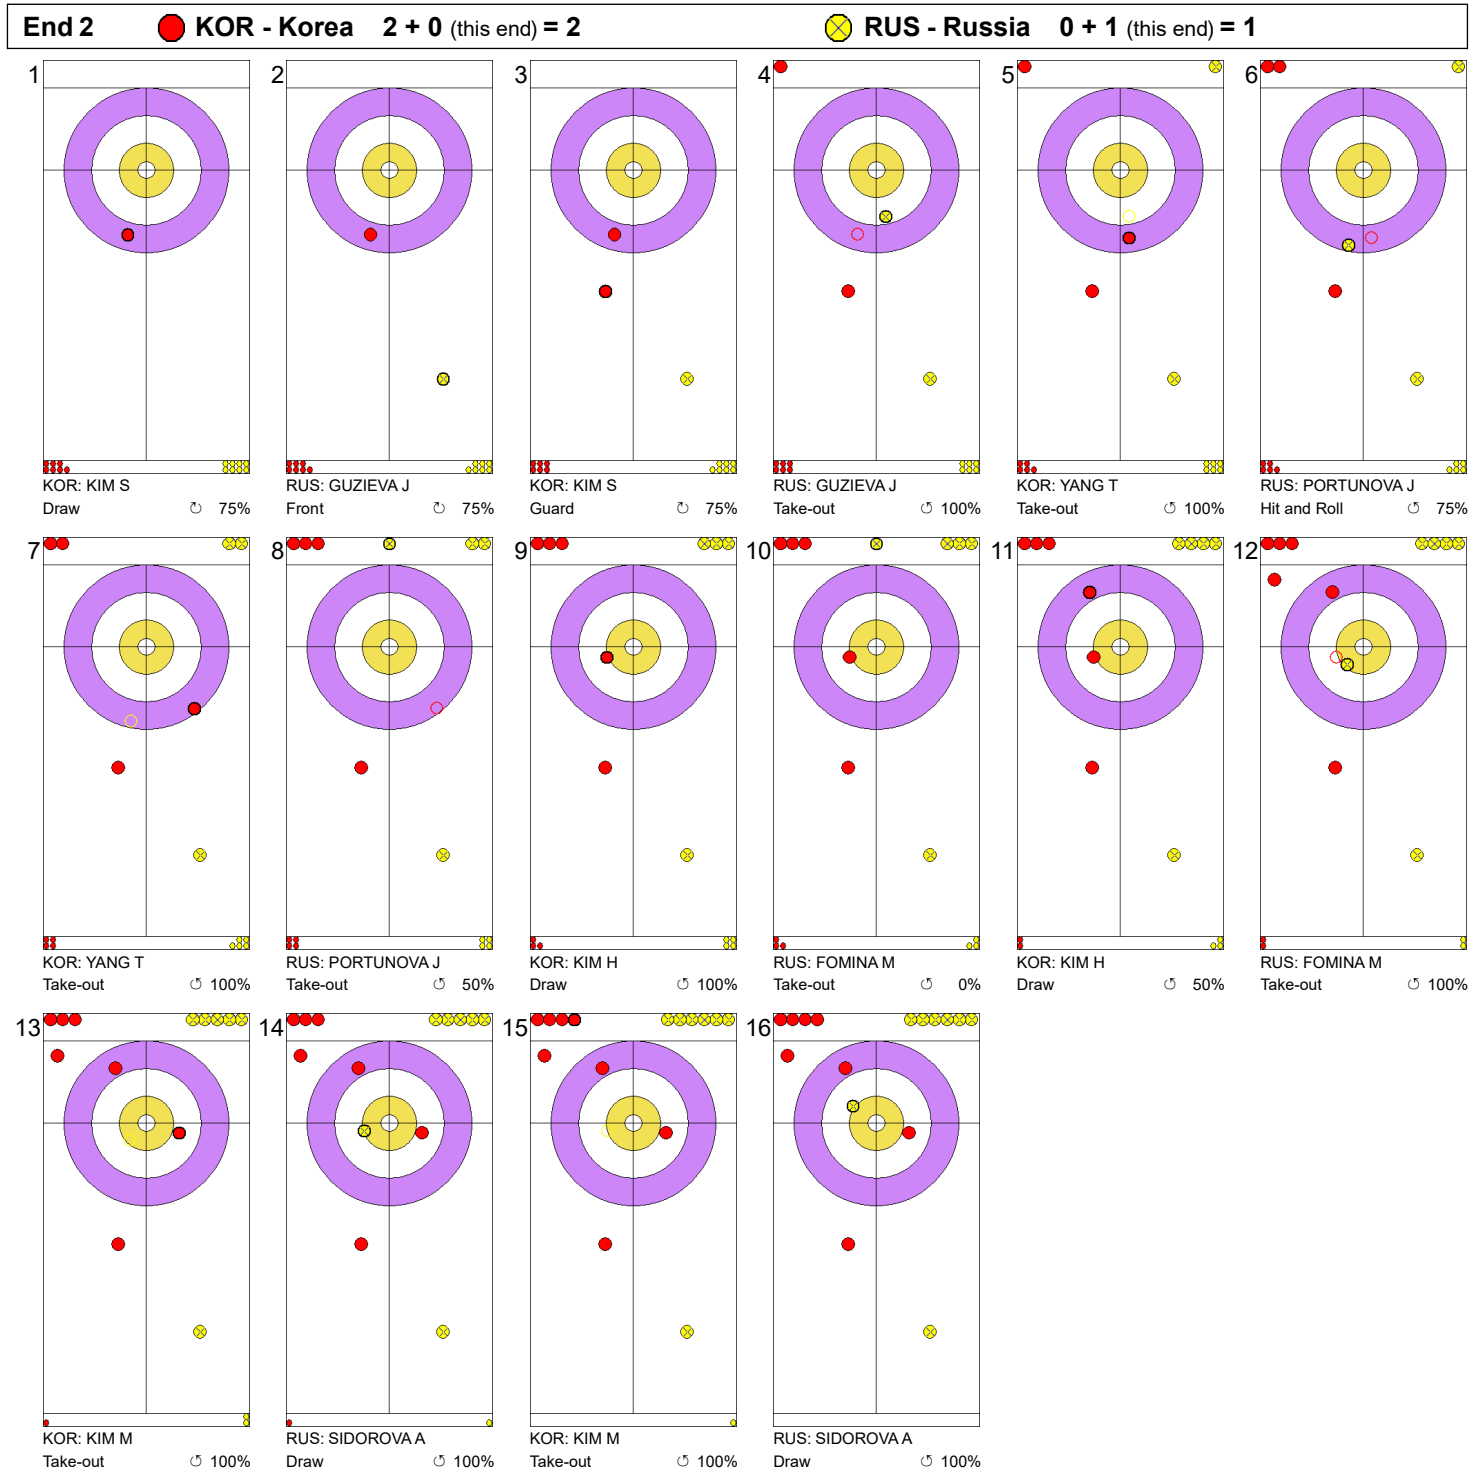 End 2 KOR - Korea 2 + 0 (this end) = 2 RUS - Russia 0 + 1 (this end) = 1
1 2 3 4 5 6
KOR: KIM S RUS: GUZIEVA J KOR: KIM S RUS: GUZIEVA J KOR: YANG T RUS: PORTUNOVA J
Draw ↻ 75% Front ↻ 75% Guard ↻ 75% Take-out ↺ 100% Take-out ↺ 100% Hit and Roll ↻ 75%
7 8 9 10 11 12
KOR: YANG T RUS: PORTUNOVA J KOR: KIM H RUS: FOMINA M KOR: KIM H RUS: FOMINA M
Take-out ↺ 100% Take-out ↺ 50% Draw ↺ 100% Take-out ↺ 0% Draw ↺ 50% Take-out ↺ 100%
13 14 15 16
KOR: KIM M RUS: SIDOROVA A KOR: KIM M RUS: SIDOROVA A
Take-out ↺ 100% Draw ↺ 100% Take-out ↺ 100% Draw ↺ 100%